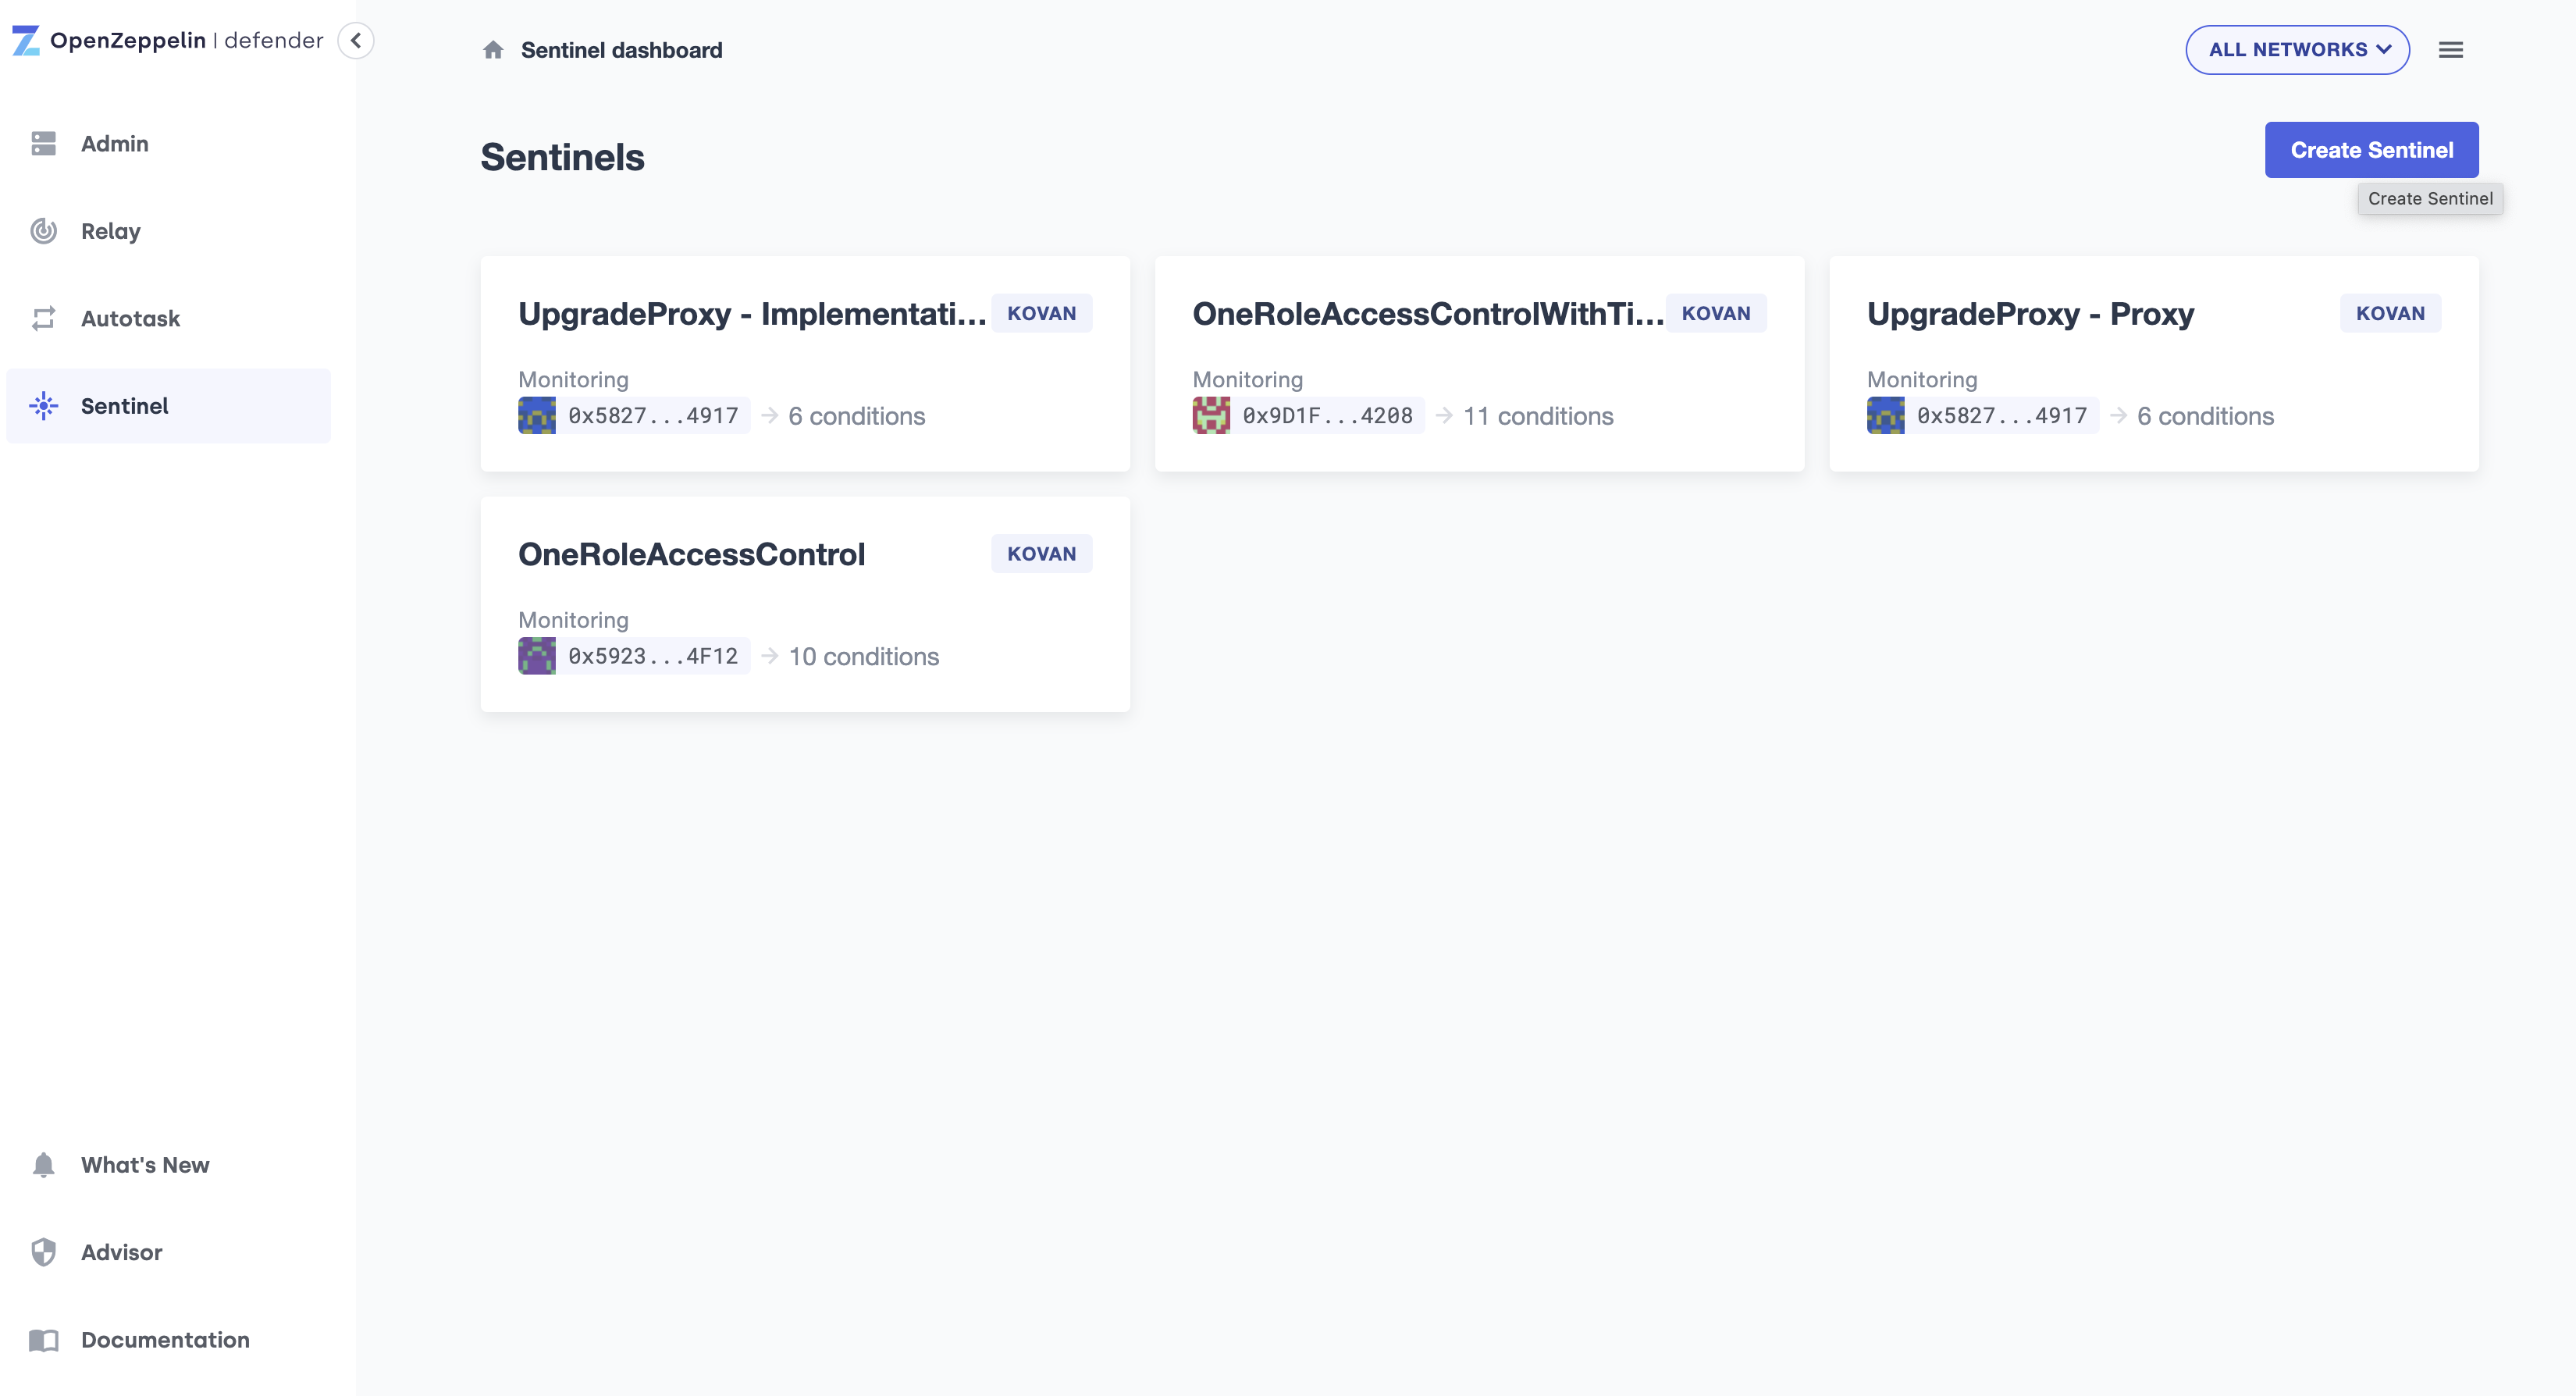 OpenZeppelin | defender
Admin
Relay
Autotask
Sentinel
What's New
Advisor
Documentation
Sentinel dashboard
ALL NETWORKS
Sentinels
Create Sentinel
Create Sentinel
UpgradeProxy - Implementati...
KOVAN
Monitoring
0x5827...4917
6 conditions
OneRoleAccessControlWithTi...
KOVAN
Monitoring
0x9D1F...4208
11 conditions
UpgradeProxy - Proxy
KOVAN
Monitoring
0x5827...4917
6 conditions
OneRoleAccessControl
KOVAN
Monitoring
0x5923...4F12
10 conditions